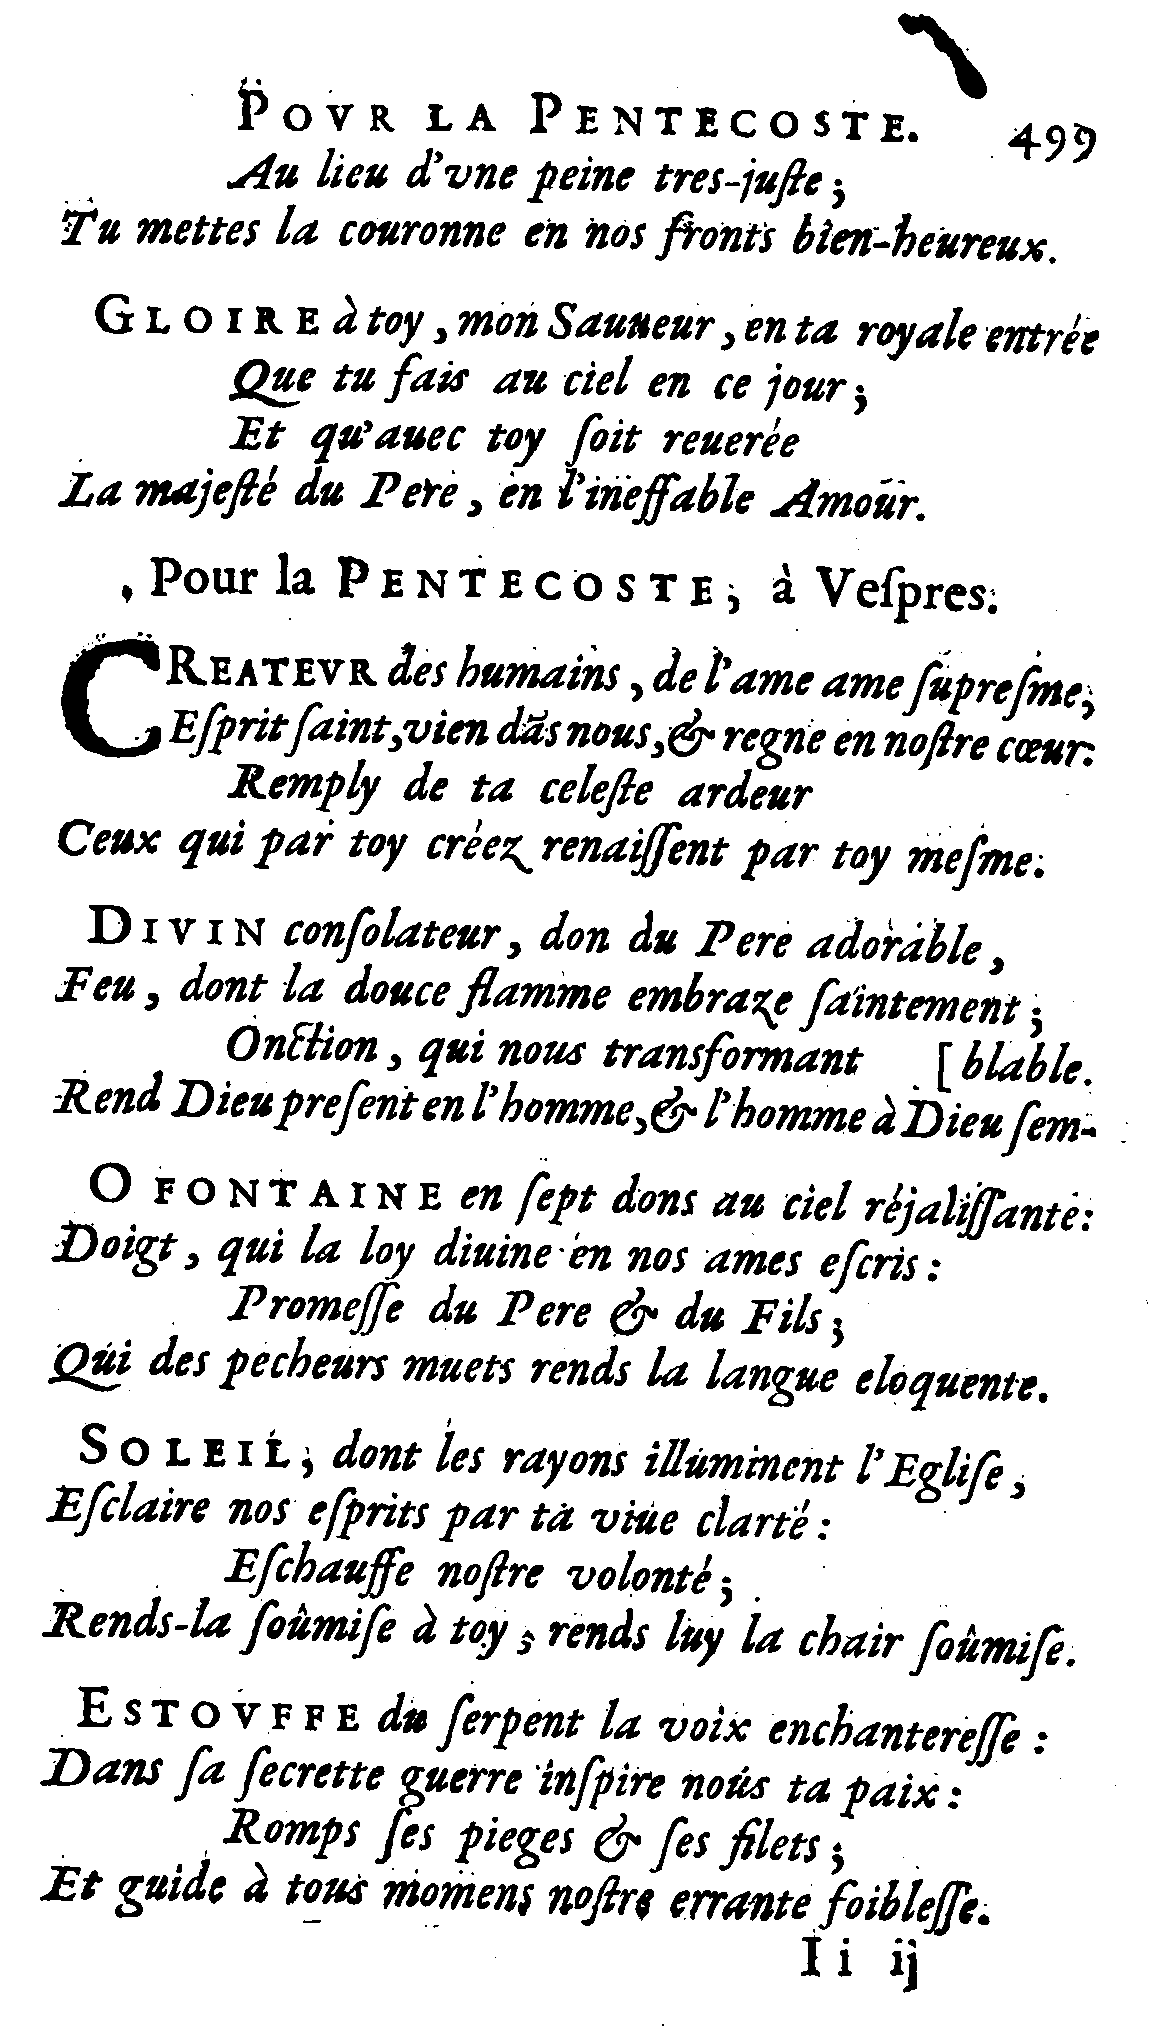 POVR LA PENTECOSTE. 499
Au lieu d'vne peine tres-juſte ;
Tu mettes la couronne en nos fronts bien-heureux.
GLOIRE à toy , mon Sauueur , en ta royale entrée
Que tu fais au ciel en ce jour ;
Et qu'auec toy ſoit reuerée
La majeſté du Pere , en l'ineffable Amour.
Pour la PENTECOSTE, à Veſpres.
CREATEVR des humains , de l'ame ame ſupreſme,
Eſprit ſaint, vien dãs nous, & regne en noſtre cœur:
Remply de ta celeſte ardeur
Ceux qui par toy créez renaiſſent par toy meſme.
DIVIN conſolateur , don du Pere adorable ,
Feu , dont la douce flamme embraze ſaintement ;
Onction , qui nous transformant [blable.
Rend Dieu preſent en l'homme, & l'homme à Dieu ſem-
O FONTAINE en ſept dons au ciel réjaliſſante:
Doigt , qui la loy diuine en nos ames eſcris :
Promeſſe du Pere & du Fils ;
Qui des pecheurs muets rends la langue eloquente.
SOLEIL, dont les rayons illuminent l'Egliſe ,
Eſclaire nos eſprits par ta viue clarté :
Eſchauffe noſtre volonté ;
Rends-la ſoûmiſe à toy ; rends luy la chair ſoûmiſe.
ESTOVFFE du ſerpent la voix enchantereſſe :
Dans ſa ſecrette guerre inſpire nous ta paix :
Romps ſes pieges & ſes filets ;
Et guide à tous momens noſtre errante foibleſſe.
I i ij